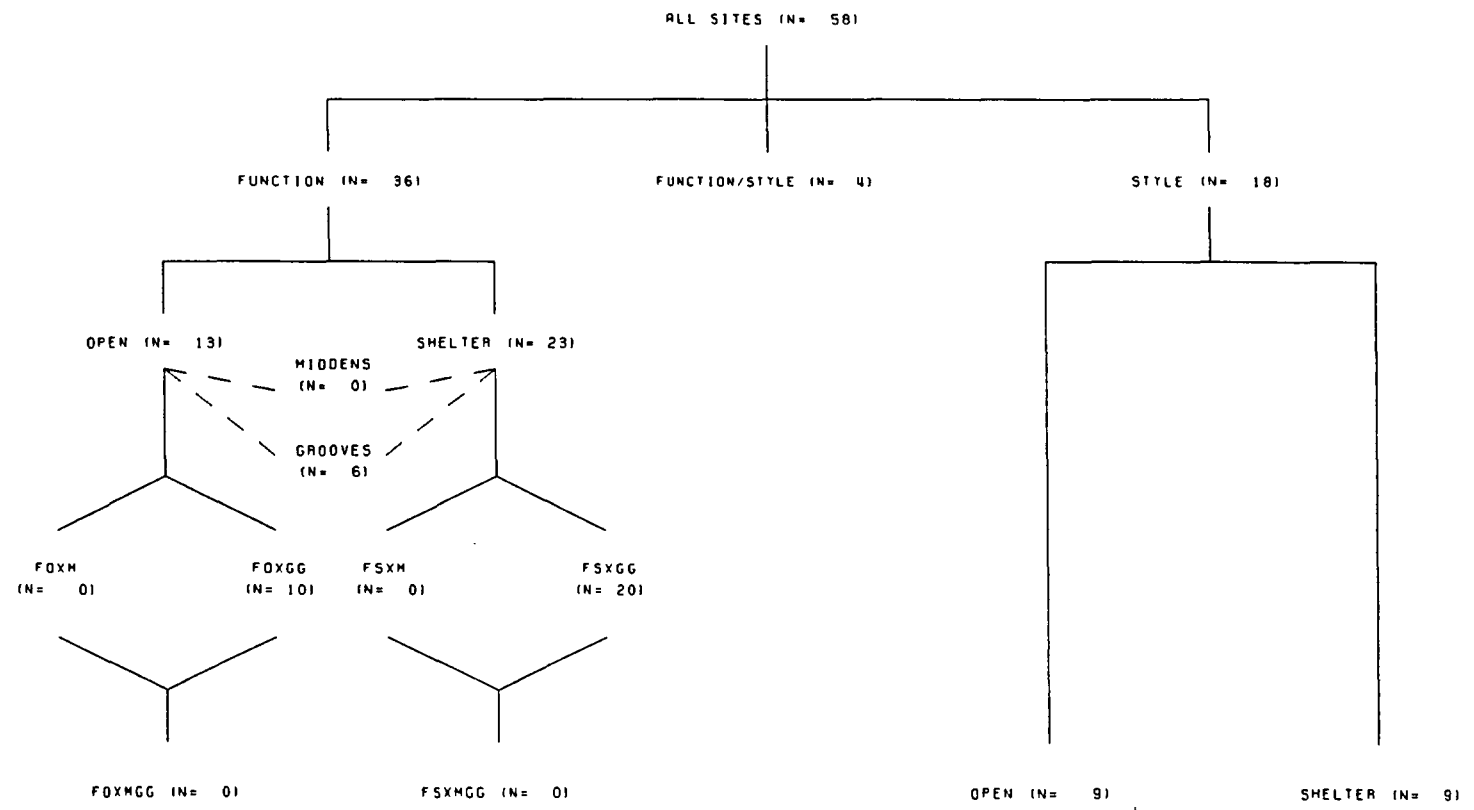 ALL SITES (N= 58)
FUNCTION (N= 36)
FUNCTION/STYLE (N= 4)
STYLE (N= 18)
OPEN (N= 13)
SHELTER (N= 23)
MIDDENS
(N= 0)
GROOVES
(N= 6)
FOXM
(N= 0)
FOXGG
(N= 10)
FSXM
(N= 0)
FSXGG
(N= 20)
FOXMGG (N= 0)
FSXMGG (N= 0)
OPEN (N= 9)
SHELTER (N= 9)